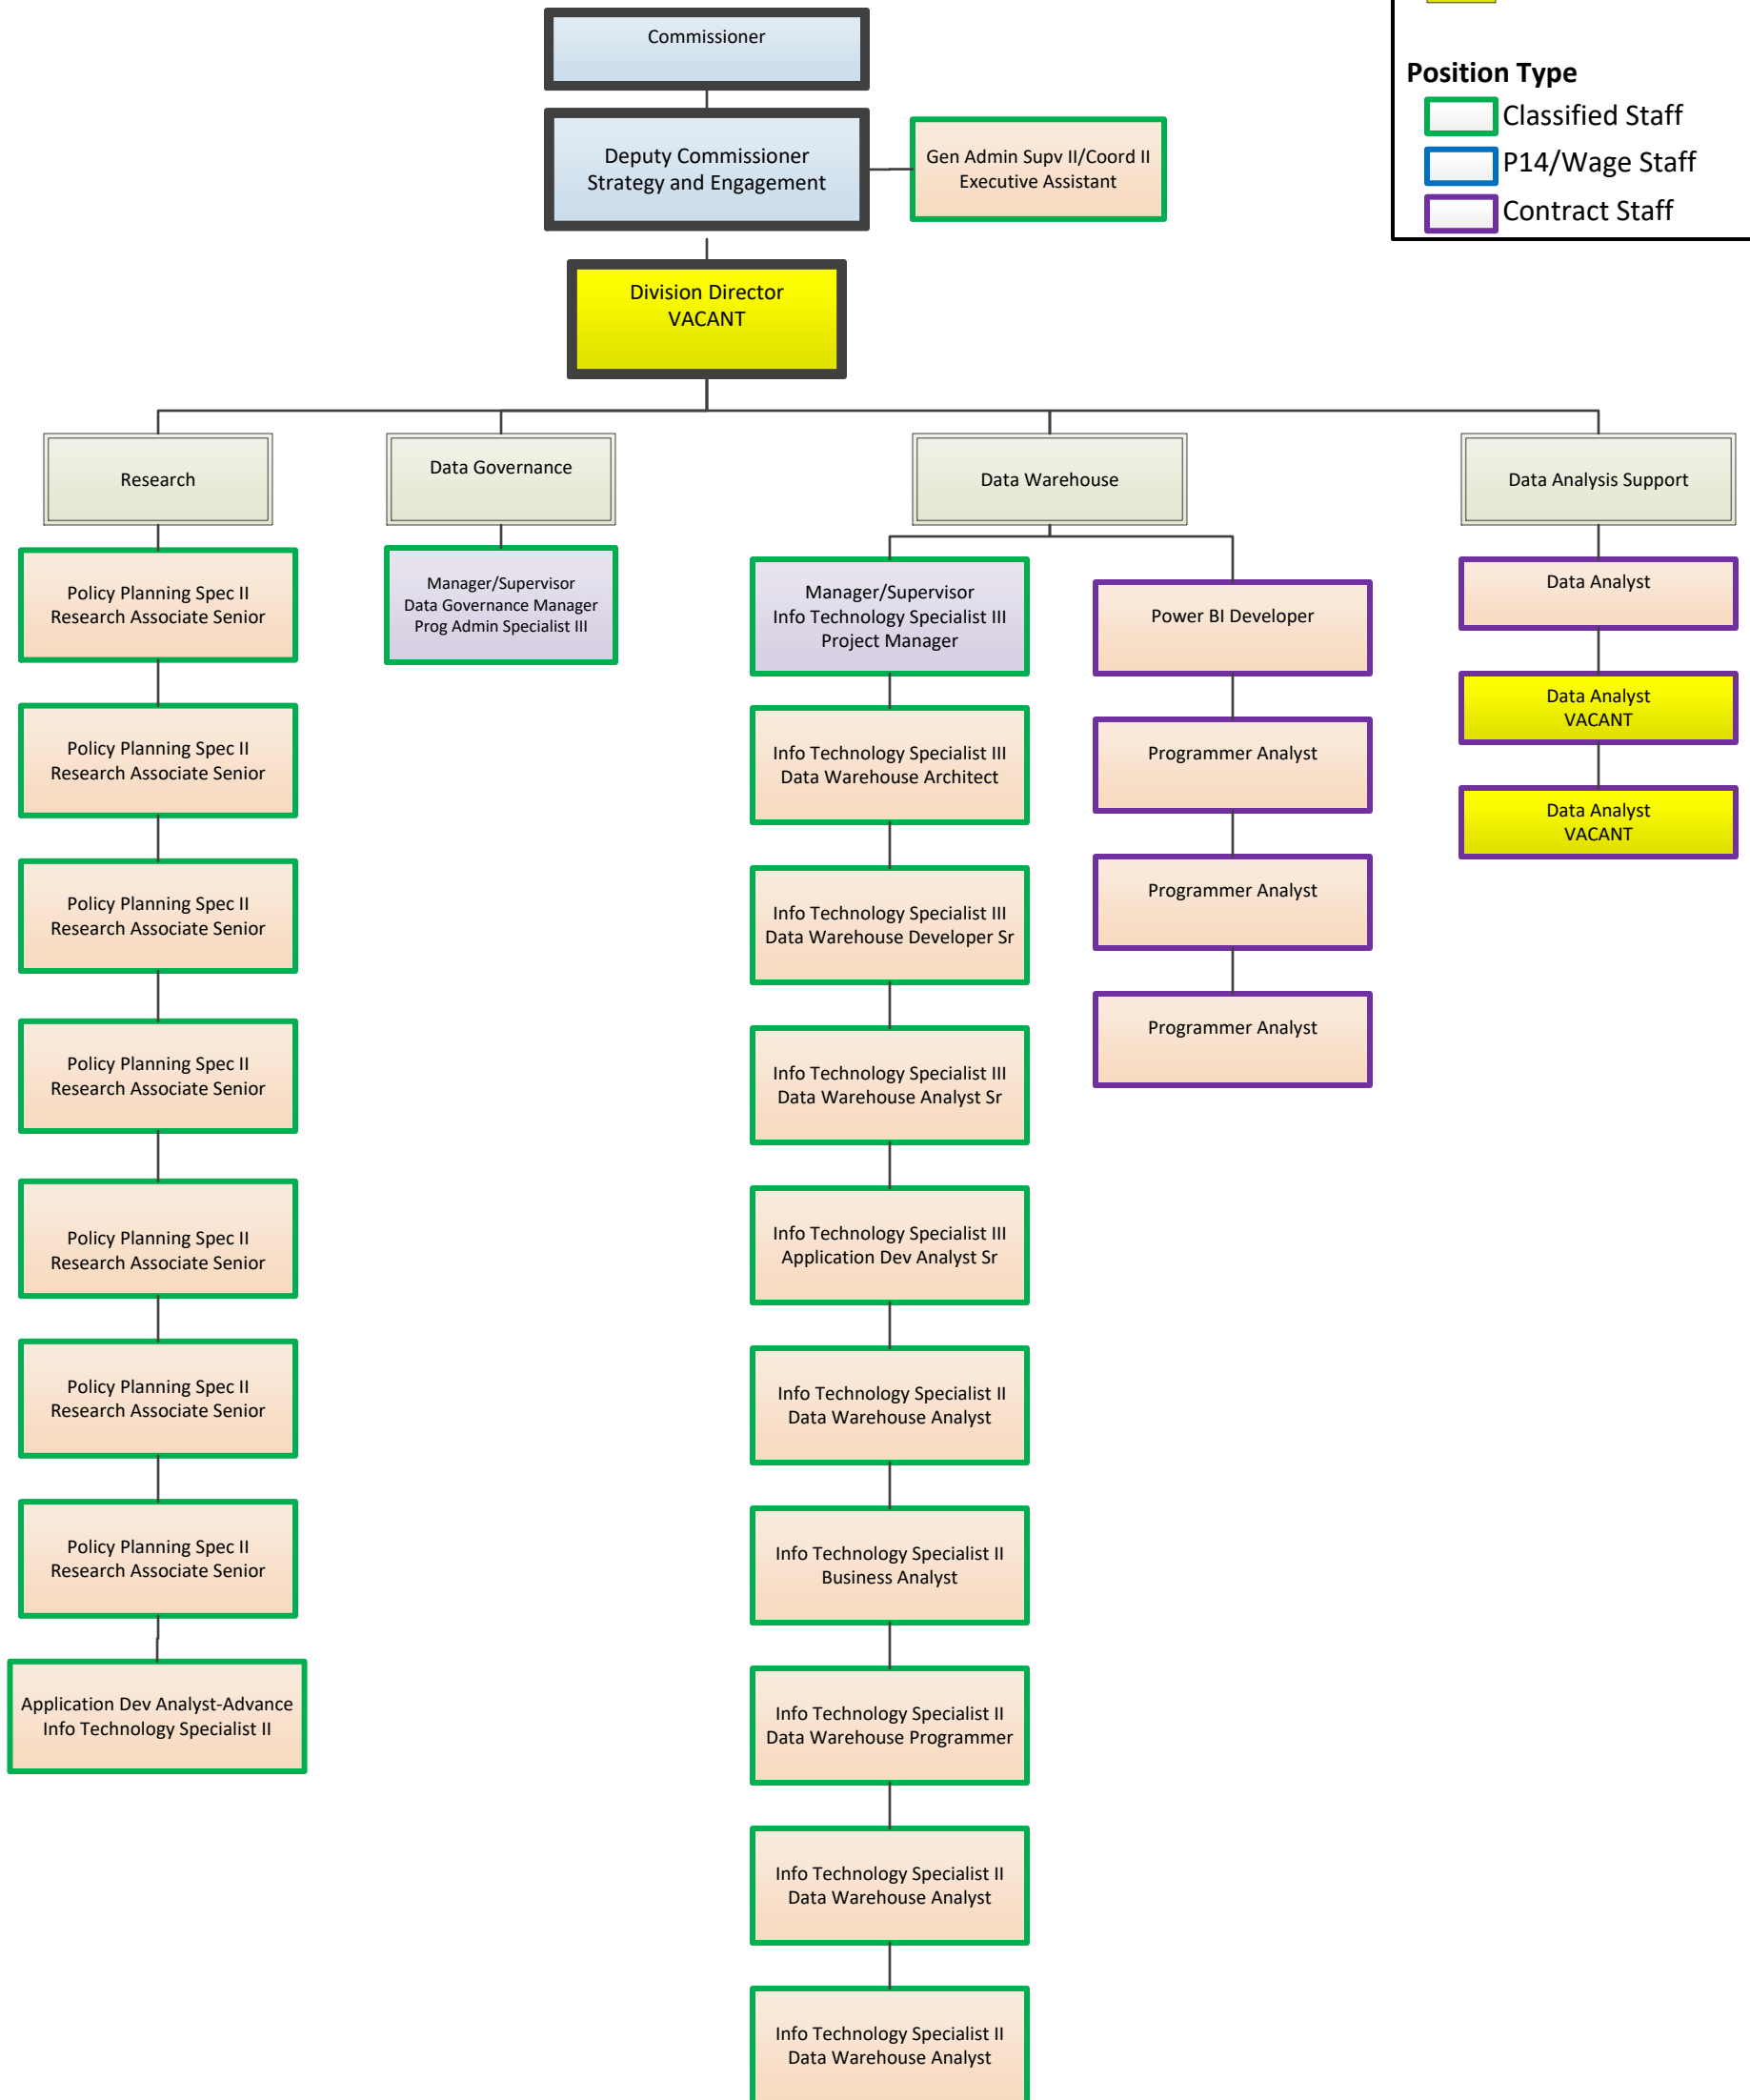 Commissioner
Deputy Commissioner
Strategy and Engagement
Gen Admin Supv II/Coord II
Executive Assistant
Position Type
Classified Staff
P14/Wage Staff
Contract Staff
Division Director
VACANT
Research
Policy Planning Spec II
Research Associate Senior
Policy Planning Spec II
Research Associate Senior
Policy Planning Spec II
Research Associate Senior
Policy Planning Spec II
Research Associate Senior
Policy Planning Spec II
Research Associate Senior
Policy Planning Spec II
Research Associate Senior
Policy Planning Spec II
Research Associate Senior
Application Dev Analyst-Advance
Info Technology Specialist II
Data Governance
Manager/Supervisor
Data Governance Manager
Prog Admin Specialist III
Data Warehouse
Manager/Supervisor
Info Technology Specialist III
Project Manager
Info Technology Specialist III
Data Warehouse Architect
Info Technology Specialist III
Data Warehouse Developer Sr
Info Technology Specialist III
Data Warehouse Analyst Sr
Info Technology Specialist III
Application Dev Analyst Sr
Info Technology Specialist II
Data Warehouse Analyst
Info Technology Specialist II
Business Analyst
Info Technology Specialist II
Data Warehouse Programmer
Info Technology Specialist II
Data Warehouse Analyst
Info Technology Specialist II
Data Warehouse Analyst
Power BI Developer
Programmer Analyst
Programmer Analyst
Programmer Analyst
Data Analysis Support
Data Analyst
Data Analyst
VACANT
Data Analyst
VACANT